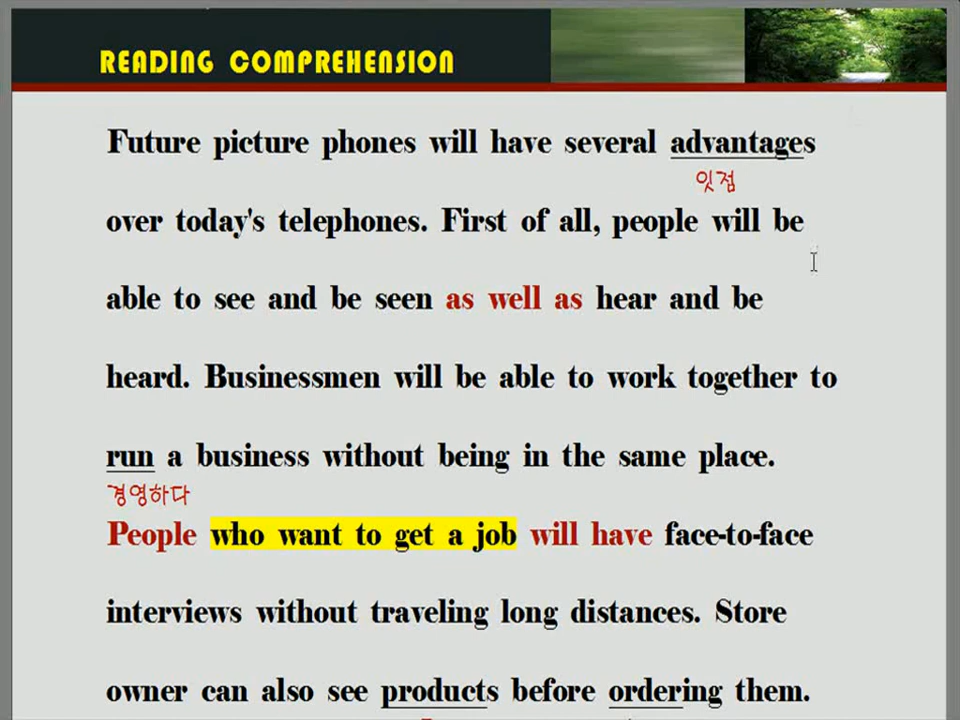 READING COMPREHENSION
Future picture phones will have several advantages
잇점
over today's telephones. First of all, people will be
able to see and be seen as well as hear and be
heard. Businessmen will be able to work together to
run a business without being in the same place.
경영하다
People who want to get a job will have face-to-face
interviews without traveling long distances. Store
owner can also see products before ordering them.